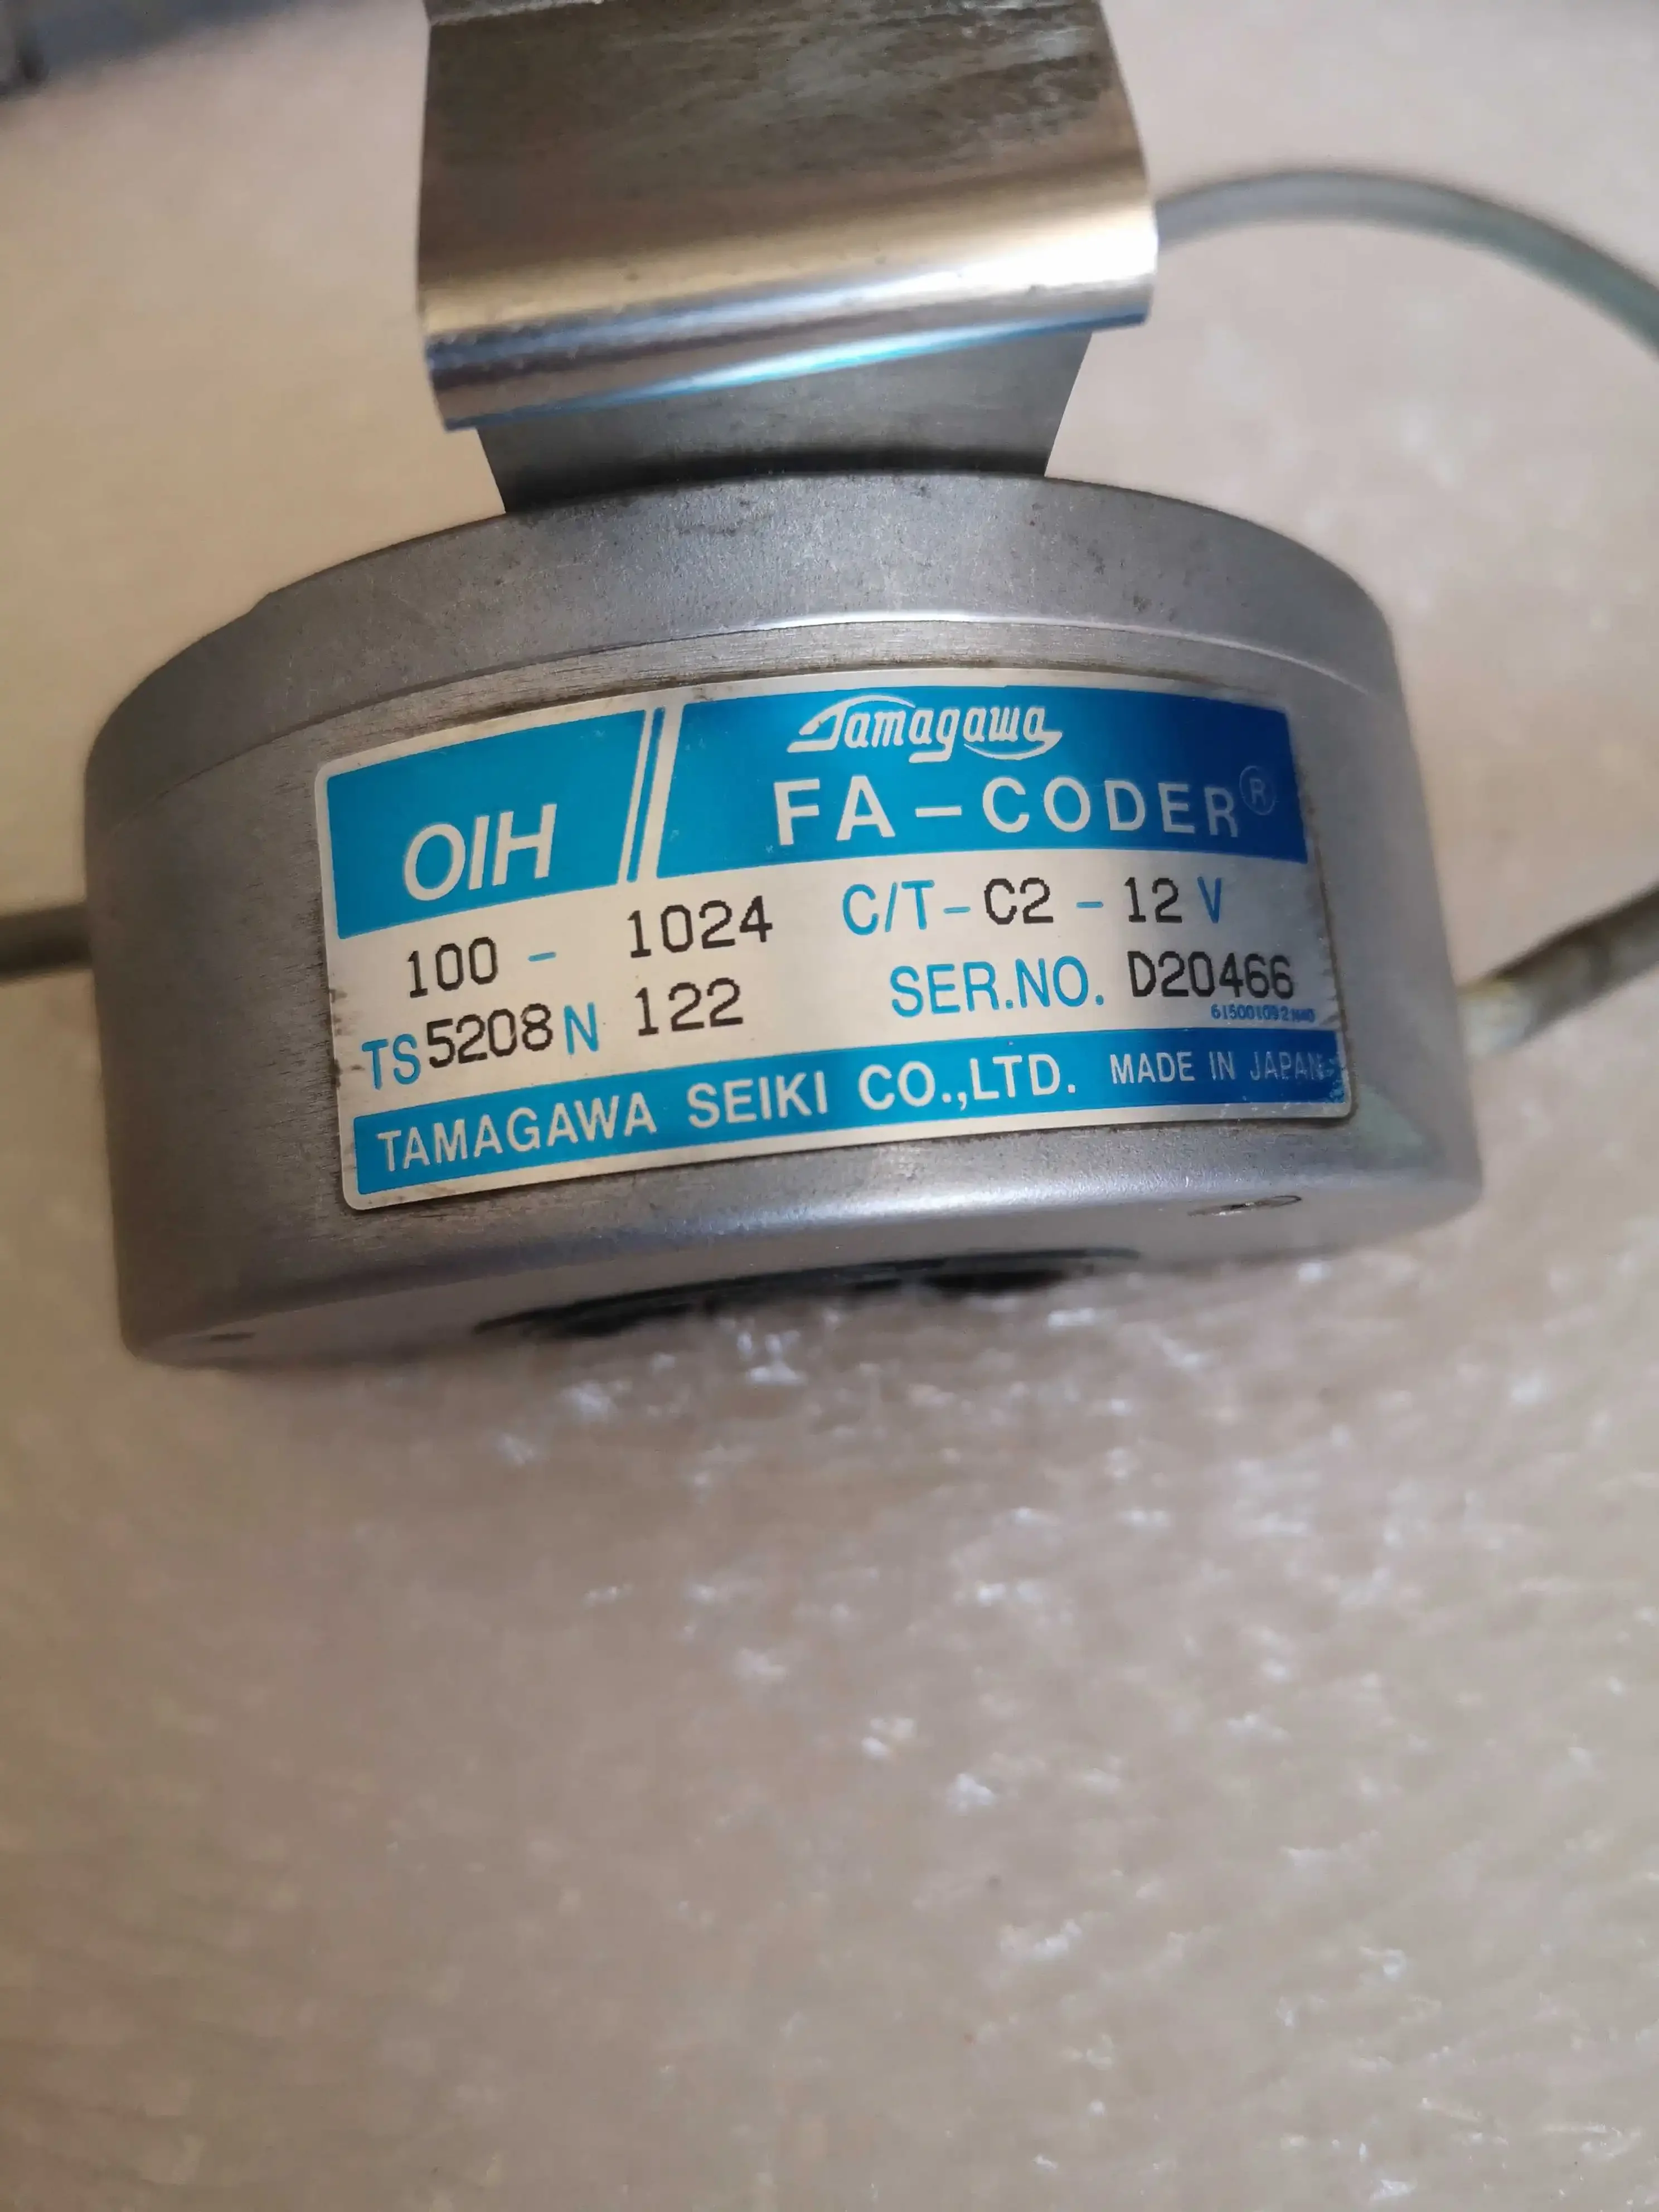 OIH
Tamagawa
FA-CODER®
100 - 1024 C/T-C2 - 12 V
TS5208N 122 SER.NO. D20466
TAMAGAWA SEIKI CO.,LTD. MADE IN JAPAN